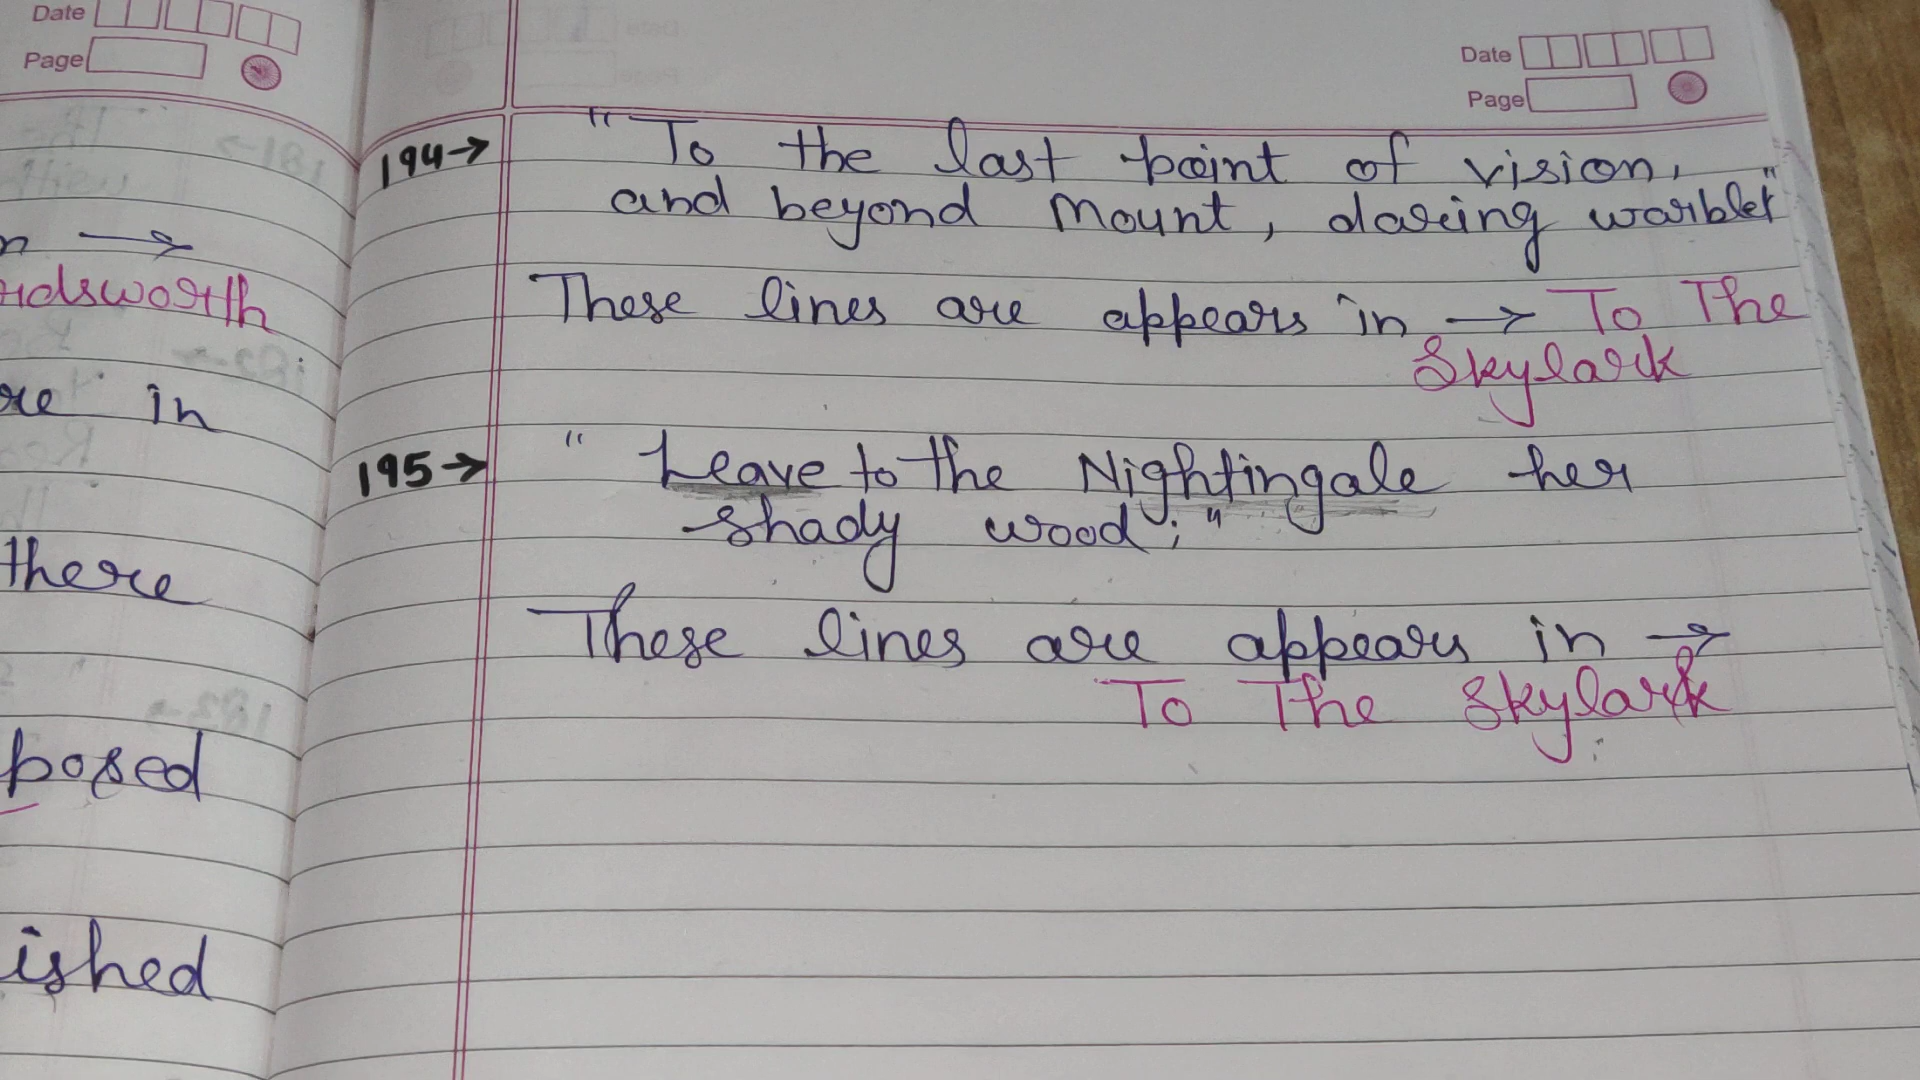 Date
Page
n →
rdsworth
re in
there
posed
ished
Date
Page
194→ "To the last point of vision,
and beyond Mount, daring warbler"
These lines are appears in → To The
Skylark
195→ "Leave to the Nightingale her
shady wood;"
These lines are appears in →
To The Skylark